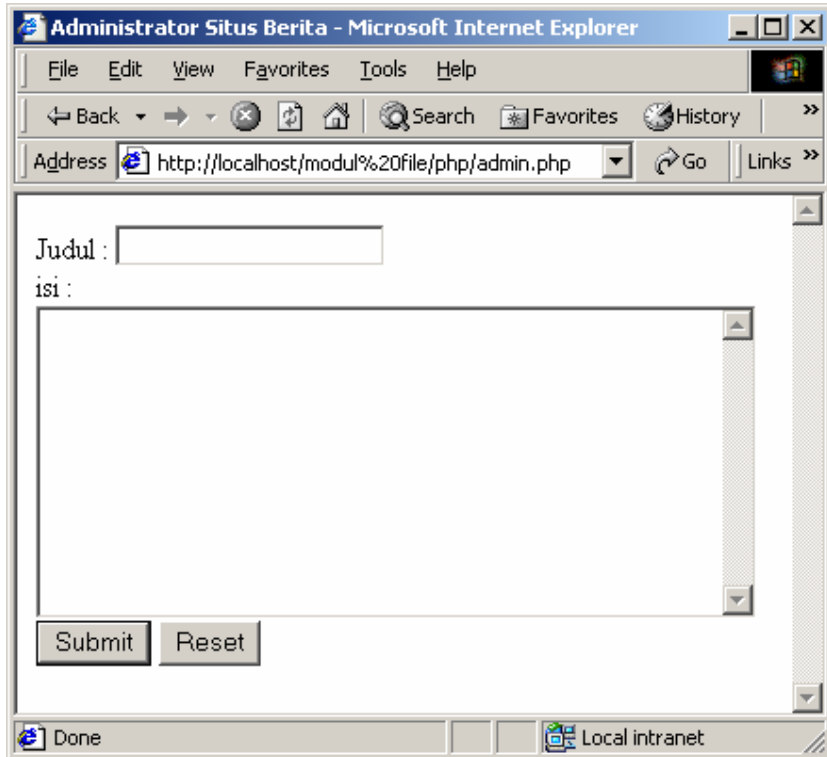 Administrator Situs Berita - Microsoft Internet Explorer
File Edit View Favorites Tools Help
Back Search Favorites History »
Address http://localhost/modul%20file/php/admin.php Go Links »
Judul :
isi :
Submit Reset
Done Local intranet